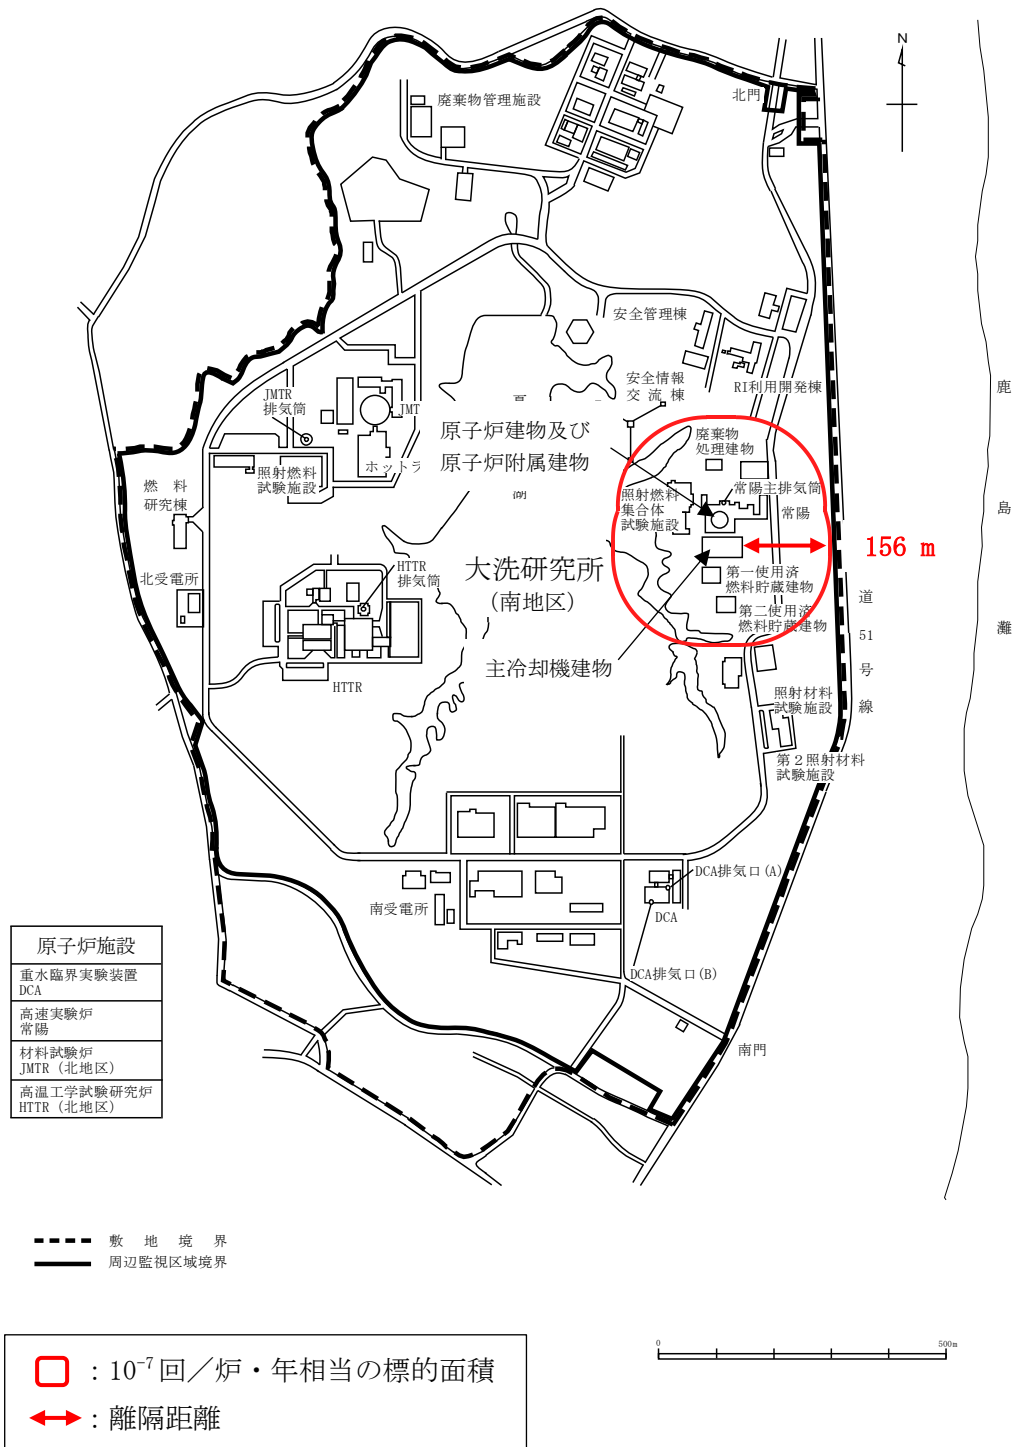 N
北門
廃棄物管理施設
安全管理棟
安全情報
交流棟
RI利用開発棟
鹿
島
灘
JMTR
排気筒
JMT
夏
原子炉建物及び
原子炉附属建物
廃棄物
処理建物
ホットラ
照射燃料
試験施設
燃料
研究棟
湖
照射燃料
集合体
試験施設
常陽主排気筒
常陽
156 m
大洗研究所
(南地区)
HTTR
排気筒
北受電所
第一使用済
燃料貯蔵建物
第二使用済
燃料貯蔵建物
道
51
号
線
主冷却機建物
HTTR
照射材料
試験施設
第２照射材料
試験施設
DCA排気口(A)
南受電所
DCA
DCA排気口(B)
南門
原子炉施設
重水臨界実験装置
DCA
高速実験炉
常陽
材料試験炉
JMTR（北地区）
高温工学試験研究炉
HTTR（北地区）
敷地境界
周辺監視区域境界
0 500m
：10⁻⁷回／炉・年相当の標的面積
：離隔距離